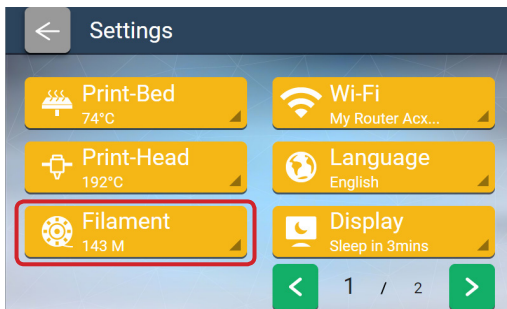 Settings
Print-Bed
74°C
Wi-Fi
My Router Acx...
Print-Head
192°C
Language
English
Filament
143 M
Display
Sleep in 3mins
1 / 2